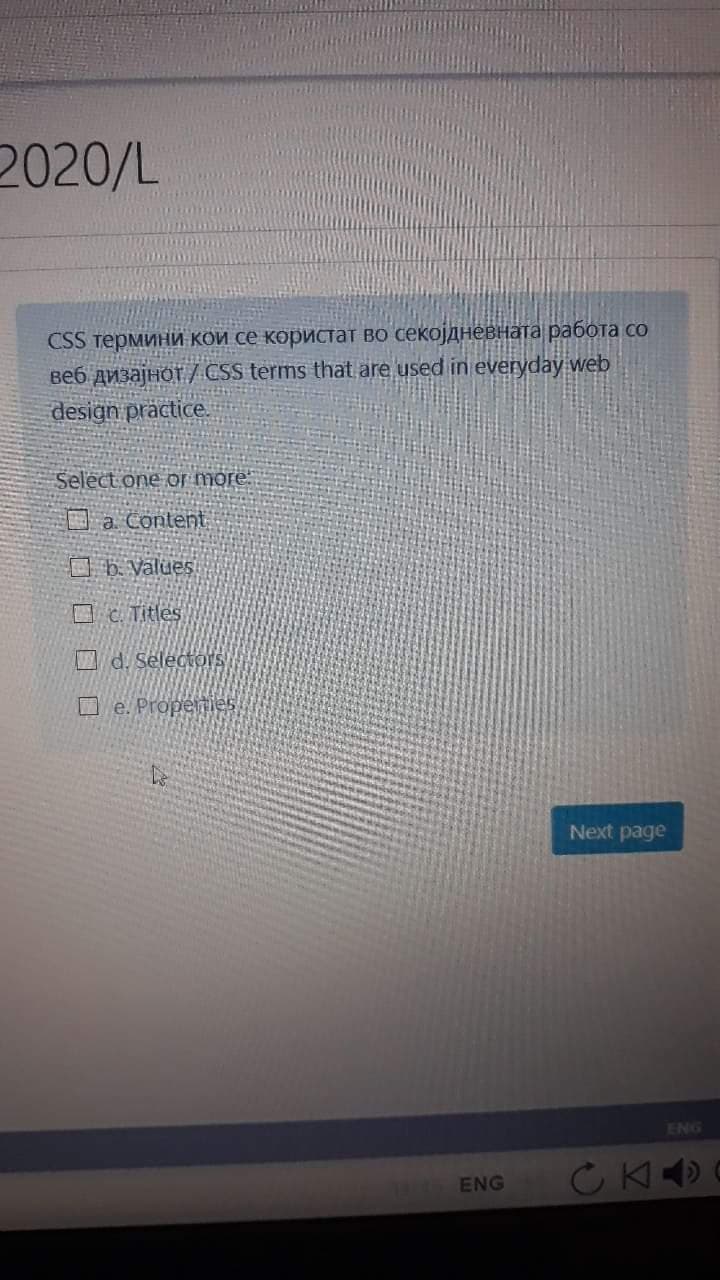 2020/L
CSS термини кои се користат во секојдневната работа со
веб дизајнот / CSS terms that are used in everyday web
design practice.
Select one or more:
a. Content
b. Values
c. Titles
d. Selectors
e. Properties
Next page
ENG
ENG